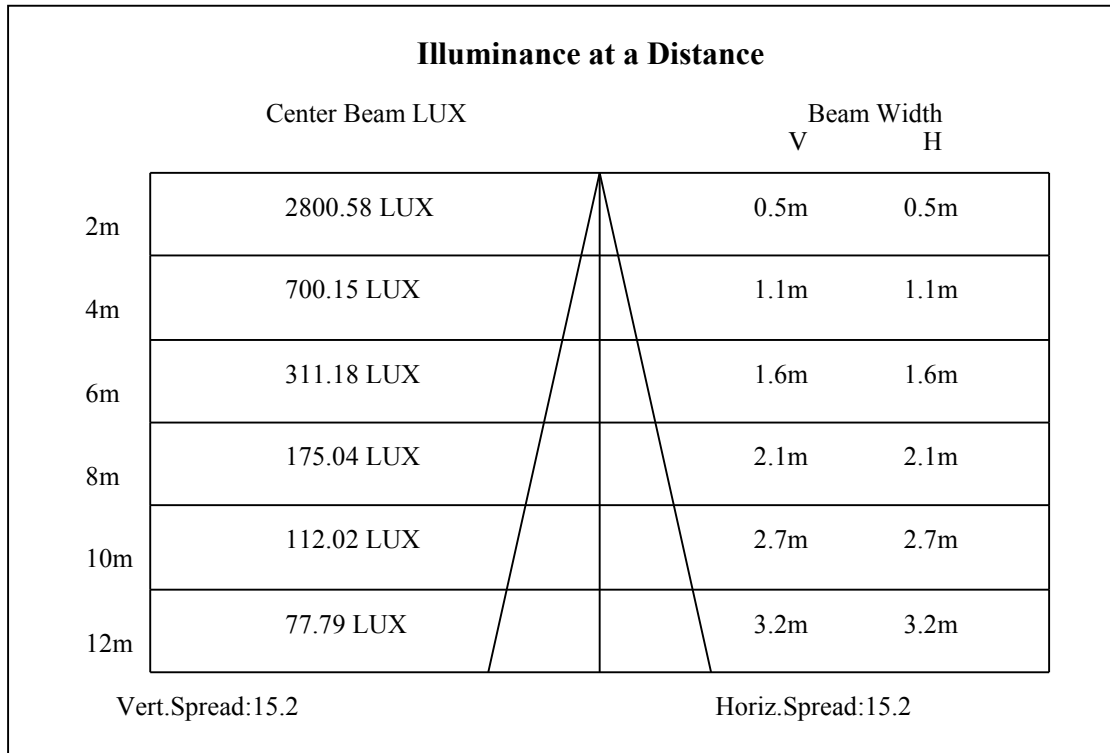 Illuminance at a Distance
Center Beam LUX Beam Width
V H
2m 2800.58 LUX 0.5m 0.5m
4m 700.15 LUX 1.1m 1.1m
6m 311.18 LUX 1.6m 1.6m
8m 175.04 LUX 2.1m 2.1m
10m 112.02 LUX 2.7m 2.7m
12m 77.79 LUX 3.2m 3.2m
Vert.Spread:15.2 Horiz.Spread:15.2